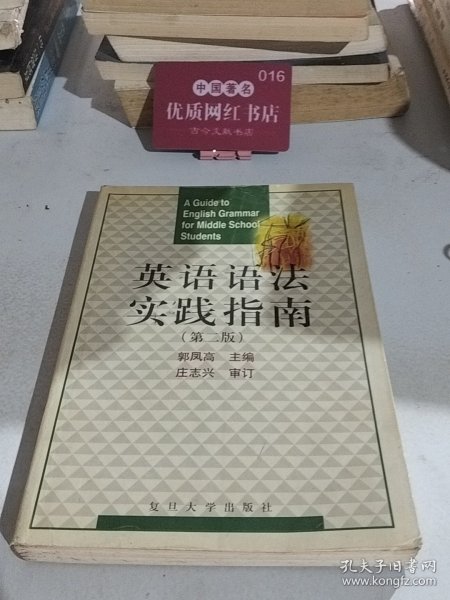 016
中国著名
优质网红书店
古今文献书店
A Guide to
English Grammar
for Middle School
Students
英语语法
实践指南
(第二版)
郭凤高 主编
庄志兴 审订
复旦大学出版社
孔夫子旧书网
www.kongfz.com